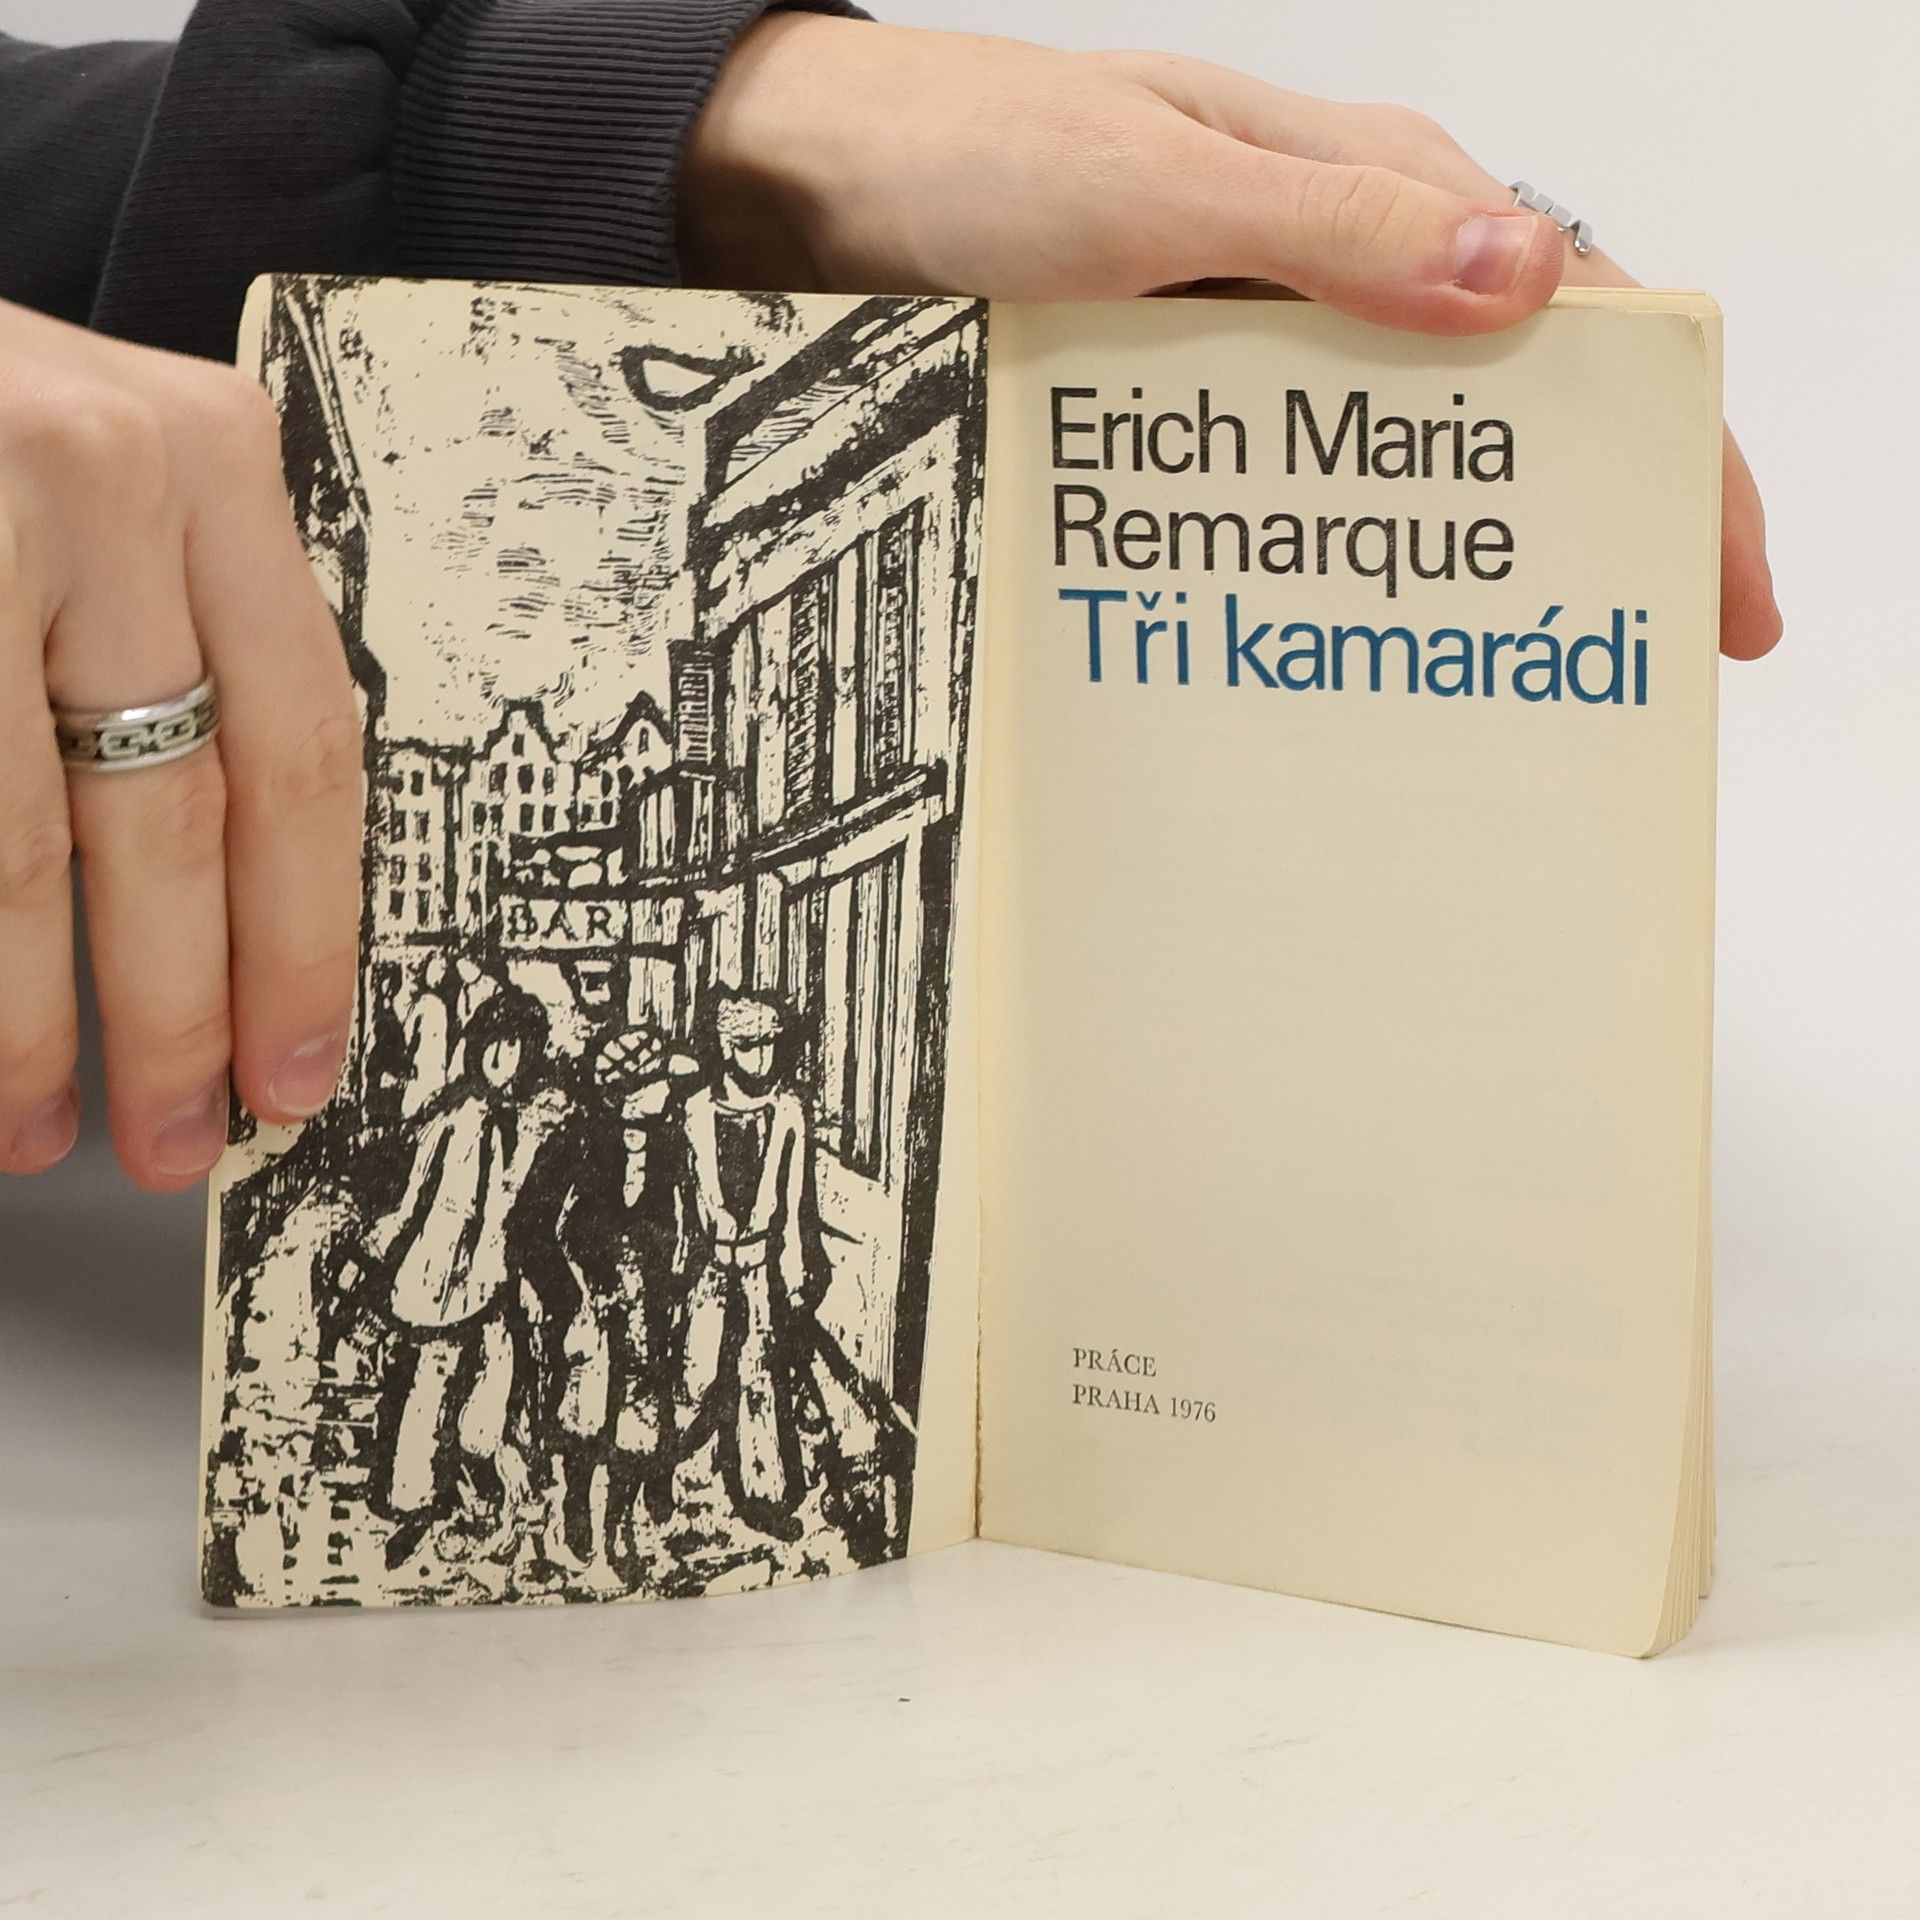 BAR
Erich Maria
Remarque
Tři kamarádi
PRÁCE
PRAHA 1976